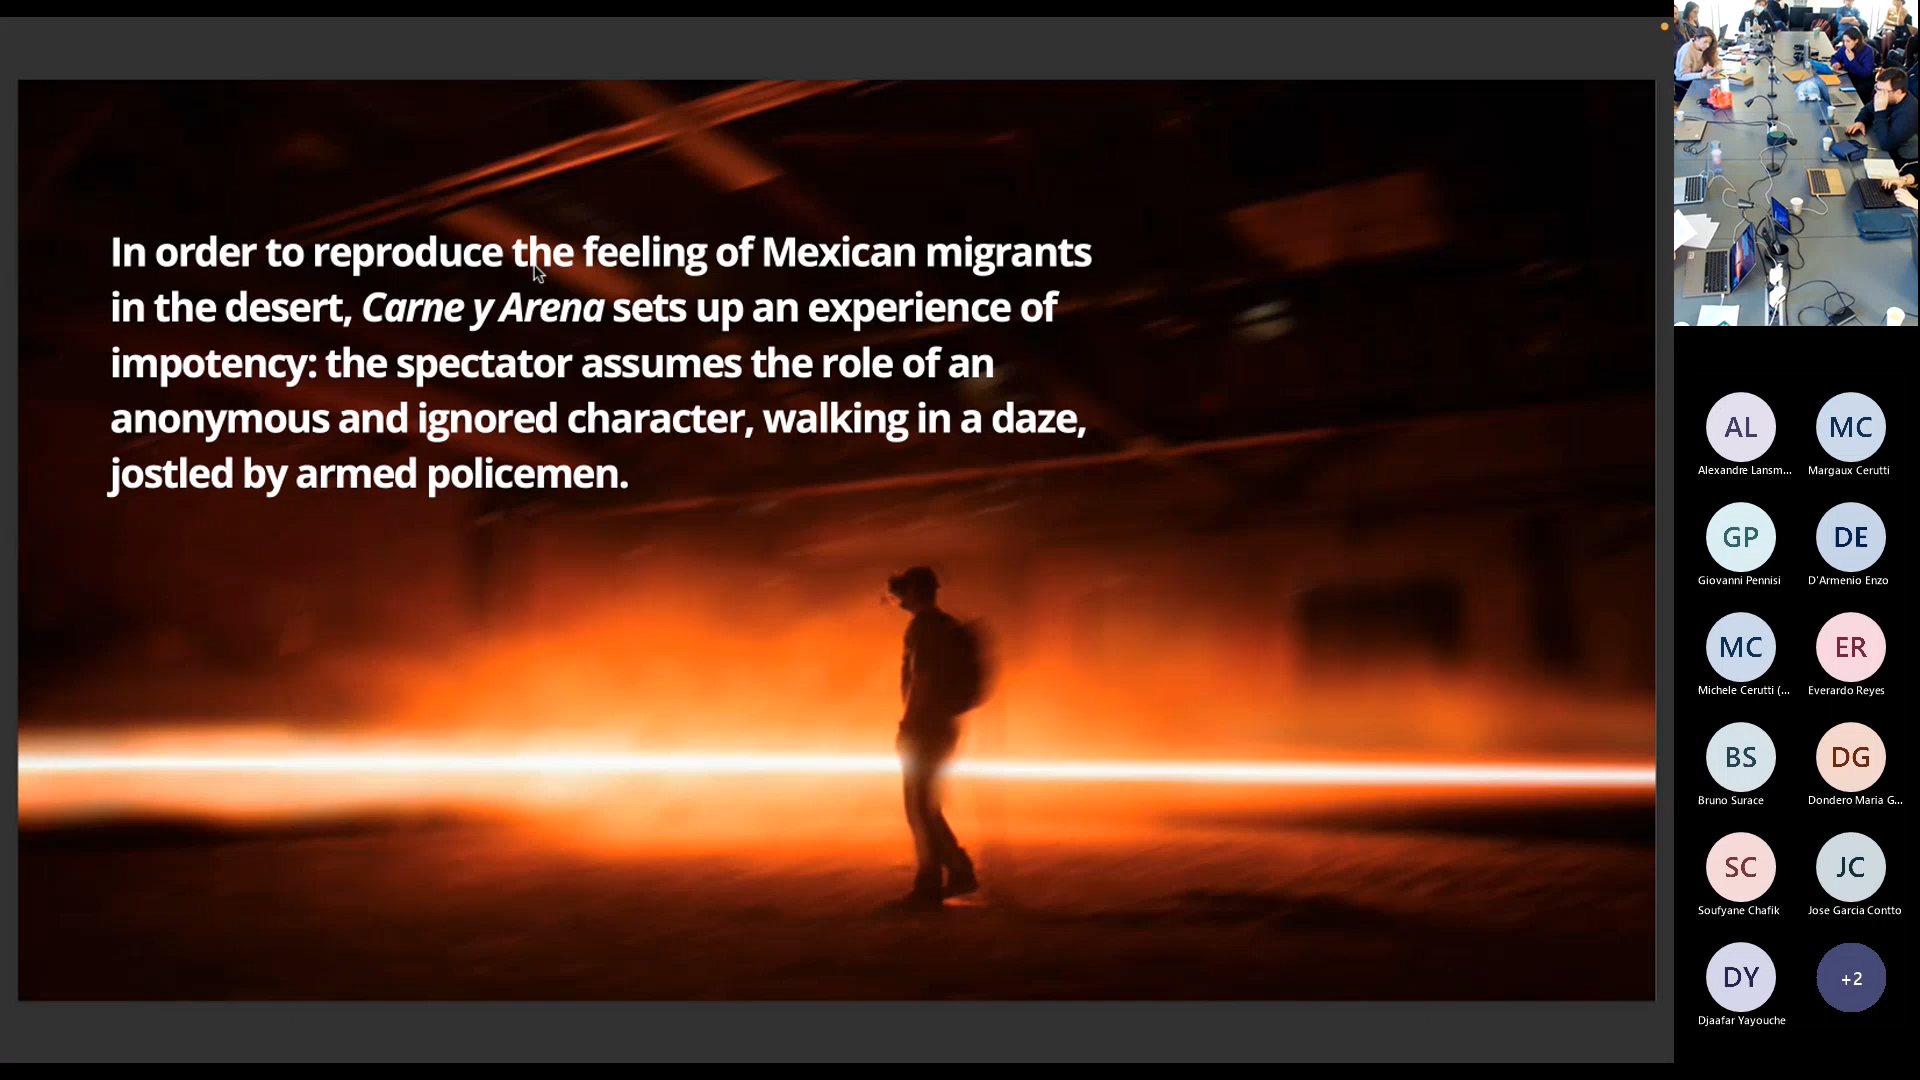 In order to reproduce the feeling of Mexican migrants
in the desert, Carne y Arena sets up an experience of
impotency: the spectator assumes the role of an
anonymous and ignored character, walking in a daze,
jostled by armed policemen.
AL
MC
Alexandre Lansm...
Margaux Cerutti
GP
DE
Giovanni Pennisi
D'Armenio Enzo
MC
ER
Michele Cerutti (...
Everardo Reyes
BS
DG
Bruno Surace
Dondero Maria G...
SC
JC
Soufyane Chafik
Jose Garcia Contto
DY
+2
Djaafar Yayouche